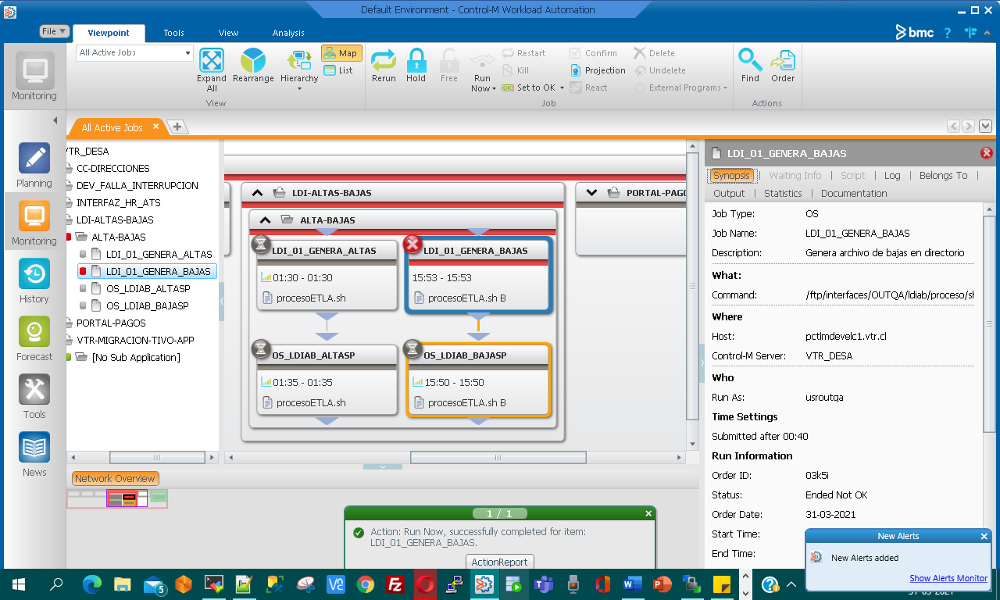 Default Environment - Control-M Workload Automation
File
Viewpoint
Tools
View
Analysis
bmc
?
All Active Jobs
Expand All
Rearrange
Hierarchy
Map
List
View
Rerun
Hold
Free
Run Now
Restart
Kill
Set to OK
Confirm
Projection
React
Delete
Undelete
External Programs
Job
Find
Order
Actions
Monitoring
Planning
Monitoring
History
Forecast
Tools
News
All Active Jobs
VTR_DESA
CC-DIRECCIONES
DEV_FALLA_INTERRUPCION
INTERFAZ_HR_ATS
LDI-ALTAS-BAJAS
ALTA-BAJAS
LDI_01_GENERA_ALTAS
LDI_01_GENERA_BAJAS
OS_LDIAB_ALTASP
OS_LDIAB_BAJASP
PORTAL-PAGOS
VTR-MIGRACION-TIVO-APP
[No Sub Application]
LDI-ALTAS-BAJAS
PORTAL-PAGO
ALTA-BAJAS
LDI_01_GENERA_ALTAS
01:30 - 01:30
procesoETLA.sh
LDI_01_GENERA_BAJAS
15:53 - 15:53
procesoETLA.sh B
OS_LDIAB_ALTASP
01:35 - 01:35
procesoETLA.sh
OS_LDIAB_BAJASP
15:50 - 15:50
procesoETLA.sh B
Network Overview
1 / 1
Action: Run Now, successfully completed for item:
LDI_01_GENERA_BAJAS.
ActionReport
LDI_01_GENERA_BAJAS
Synopsis | Waiting Info | Script | Log | Belongs To |
Output | Statistics | Documentation
Job Type: OS
Job Name: LDI_01_GENERA_BAJAS
Description: Genera archivo de bajas en director
What:
Command: /ftp/interfaces/OUTQA/ldiab/proceso/sh
Where
Host: pctlmdevelc1.vtr.cl
Control-M Server: VTR_DESA
Who
Run As: usroutqa
Time Settings
Submitted after 00:40
Run Information
Order ID: 03k5i
Status: Ended Not OK
Order Date: 31-03-2021
Start Time:
End Time:
New Alerts
New Alerts added
Show Alerts Monitor
5
31-03-2021